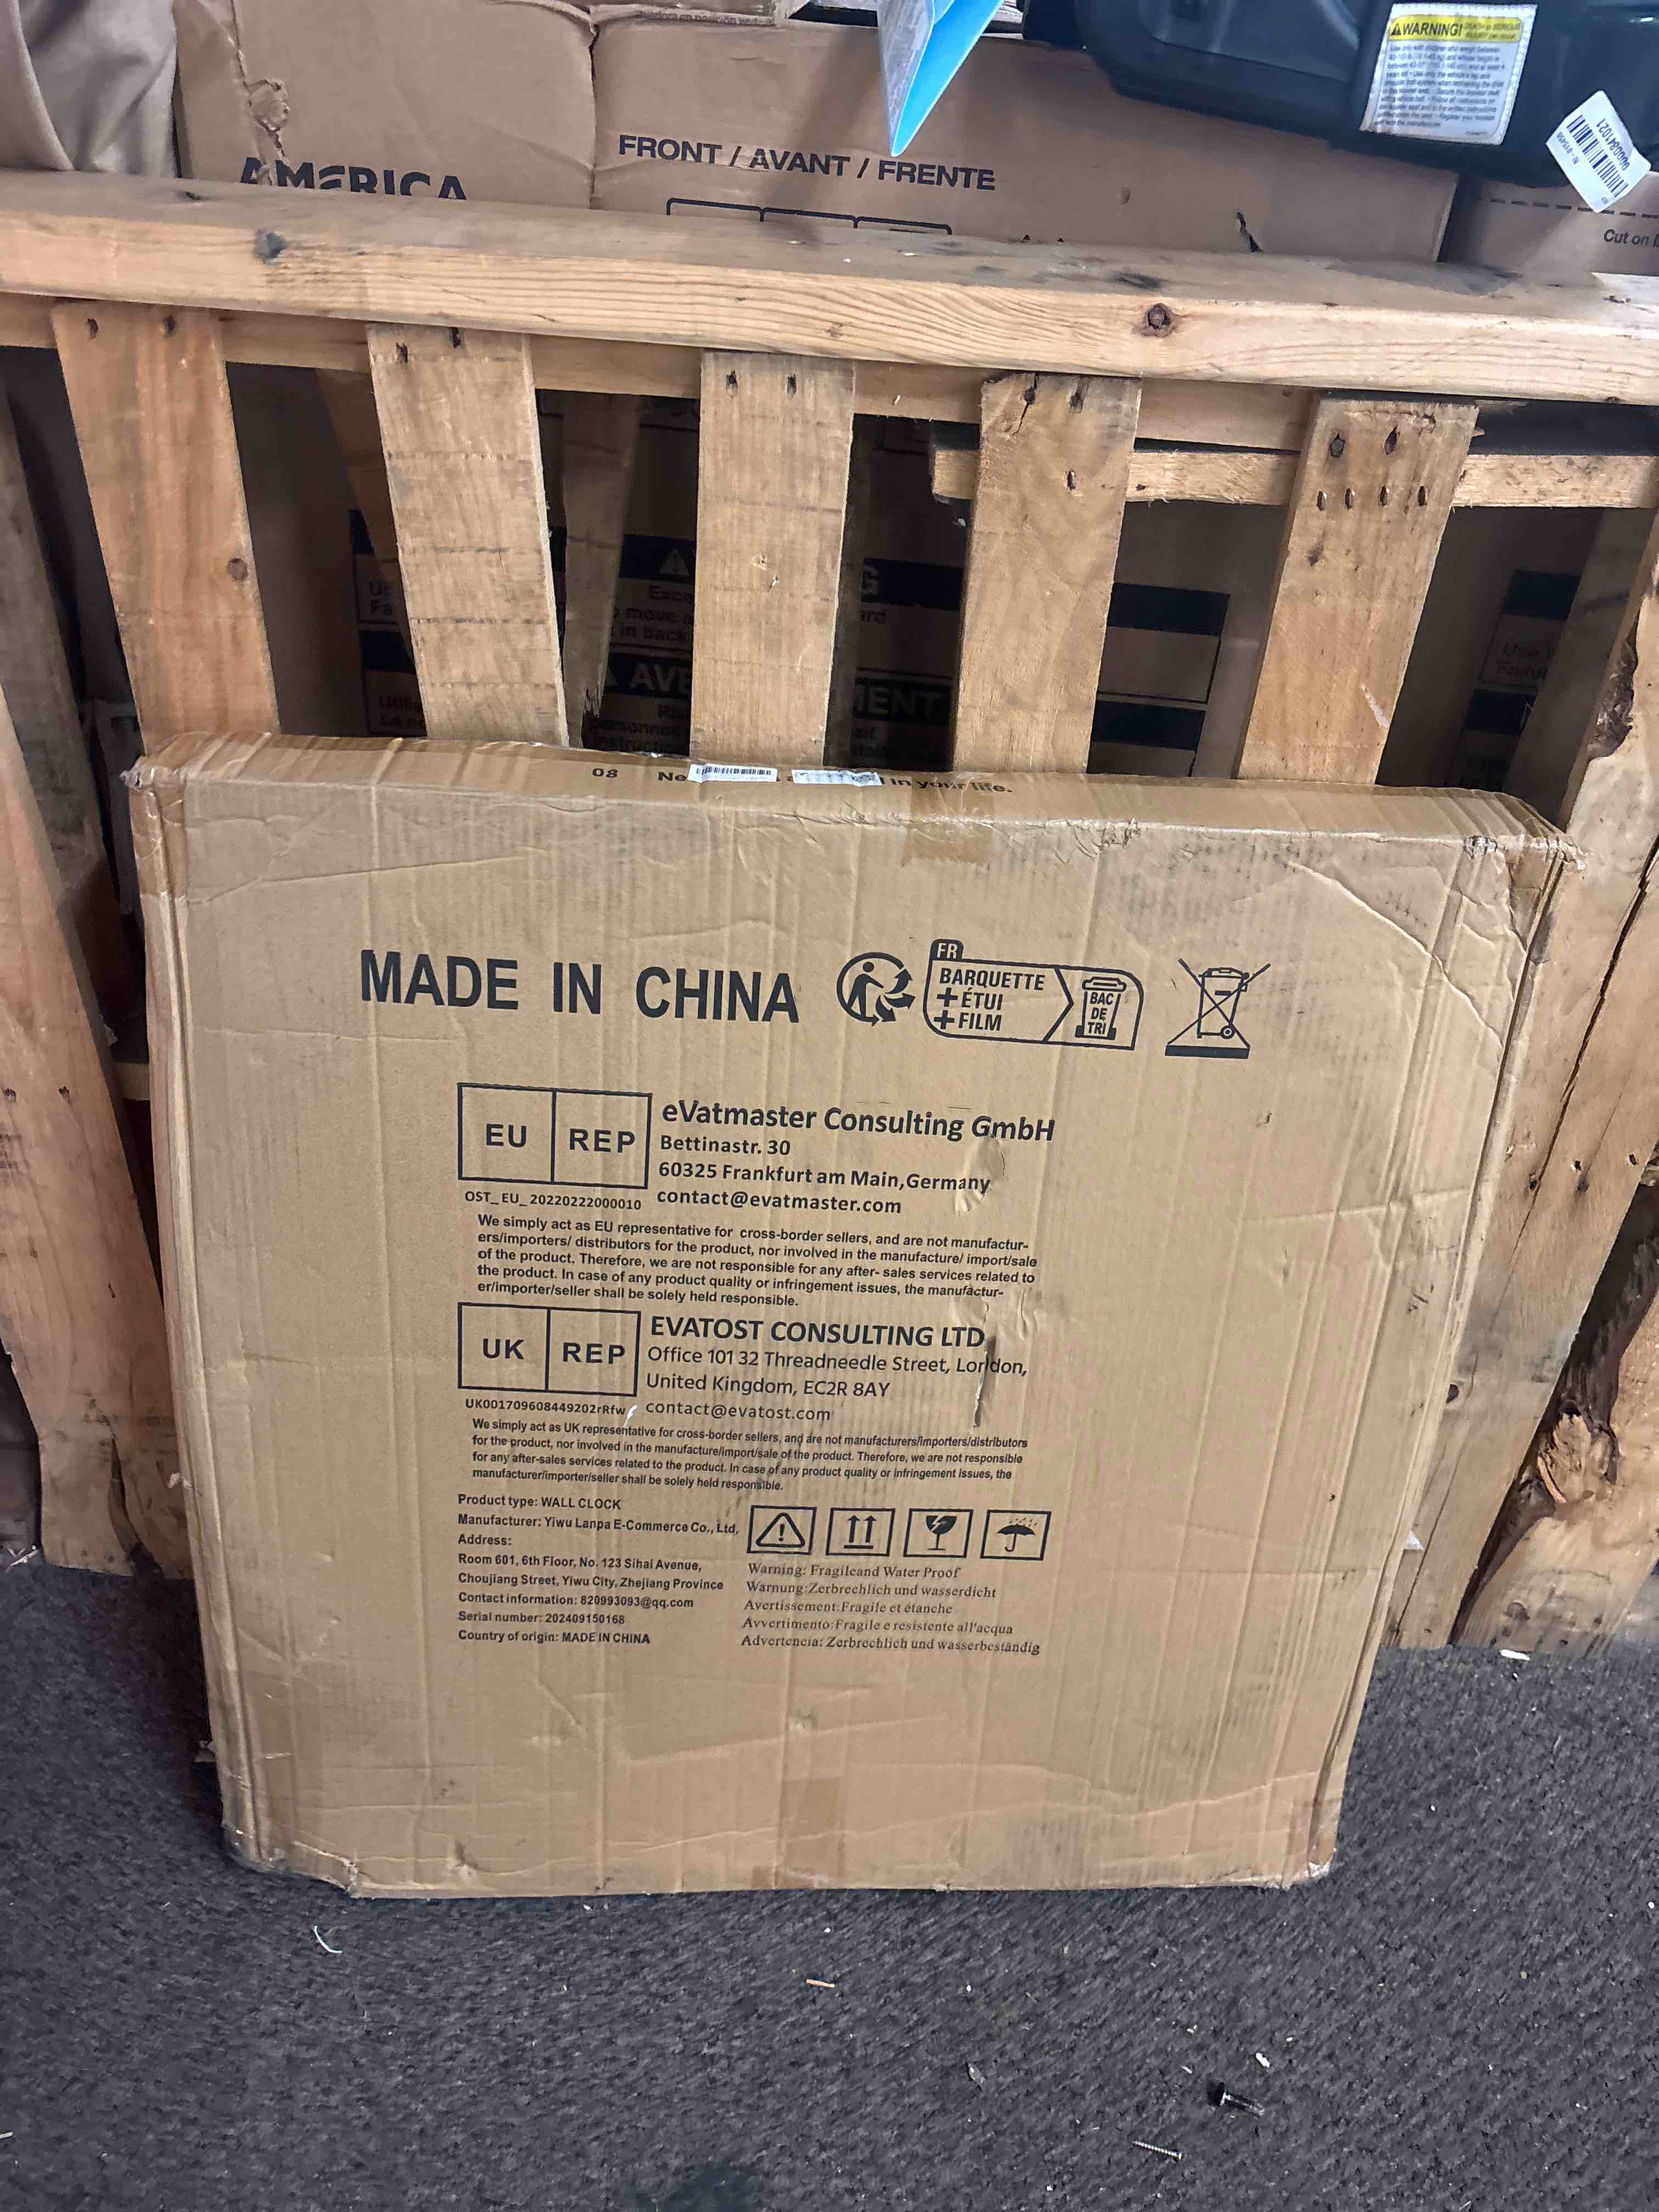 WARNING!
AMERICA
FRONT / AVANT / FRENTE
Cut on
08
in your life.
MADE IN CHINA
FR
BARQUETTE
+ÉTUI
+FILM
BAC
DE
TRI
EU REP
eVatmaster Consulting GmbH
Bettinastr. 30
60325 Frankfurt am Main,Germany
contact@evatmaster.com
OST_EU_20220222000010
We simply act as EU representative for cross-border sellers, and are not manufactur-
ers/importers/ distributors for the product, nor involved in the manufacture/ import/sale
of the product. Therefore, we are not responsible for any after- sales services related to
the product. In case of any product quality or infringement issues, the manufactur-
er/importer/seller shall be solely held responsible.
UK REP
EVATOST CONSULTING LTD
Office 101 32 Threadneedle Street, London,
United Kingdom, EC2R 8AY
contact@evatost.com
UK001709608449202rRfw
We simply act as UK representative for cross-border sellers, and are not manufacturers/importers/distributors
for the product, nor involved in the manufacture/import/sale of the product. Therefore, we are not responsible
for any after-sales services related to the product. In case of any product quality or infringement issues, the
manufacturer/importer/seller shall be solely held responsible.
Product type: WALL CLOCK
Manufacturer: Yiwu Lanpa E-Commerce Co., Ltd,
Address:
Room 601, 6th Floor, No. 123 Sihai Avenue,
Choujiang Street, Yiwu City, Zhejiang Province
Contact information: 820993093@qq.com
Serial number: 202409150168
Country of origin: MADE IN CHINA
Warning: Fragileand Water Proof
Warnung:Zerbrechlich und wasserdicht
Avertissement:Fragile et étanche
Avvertimento:Fragile e resistente all'acqua
Advertencia: Zerbrechlich und wasserbeständig